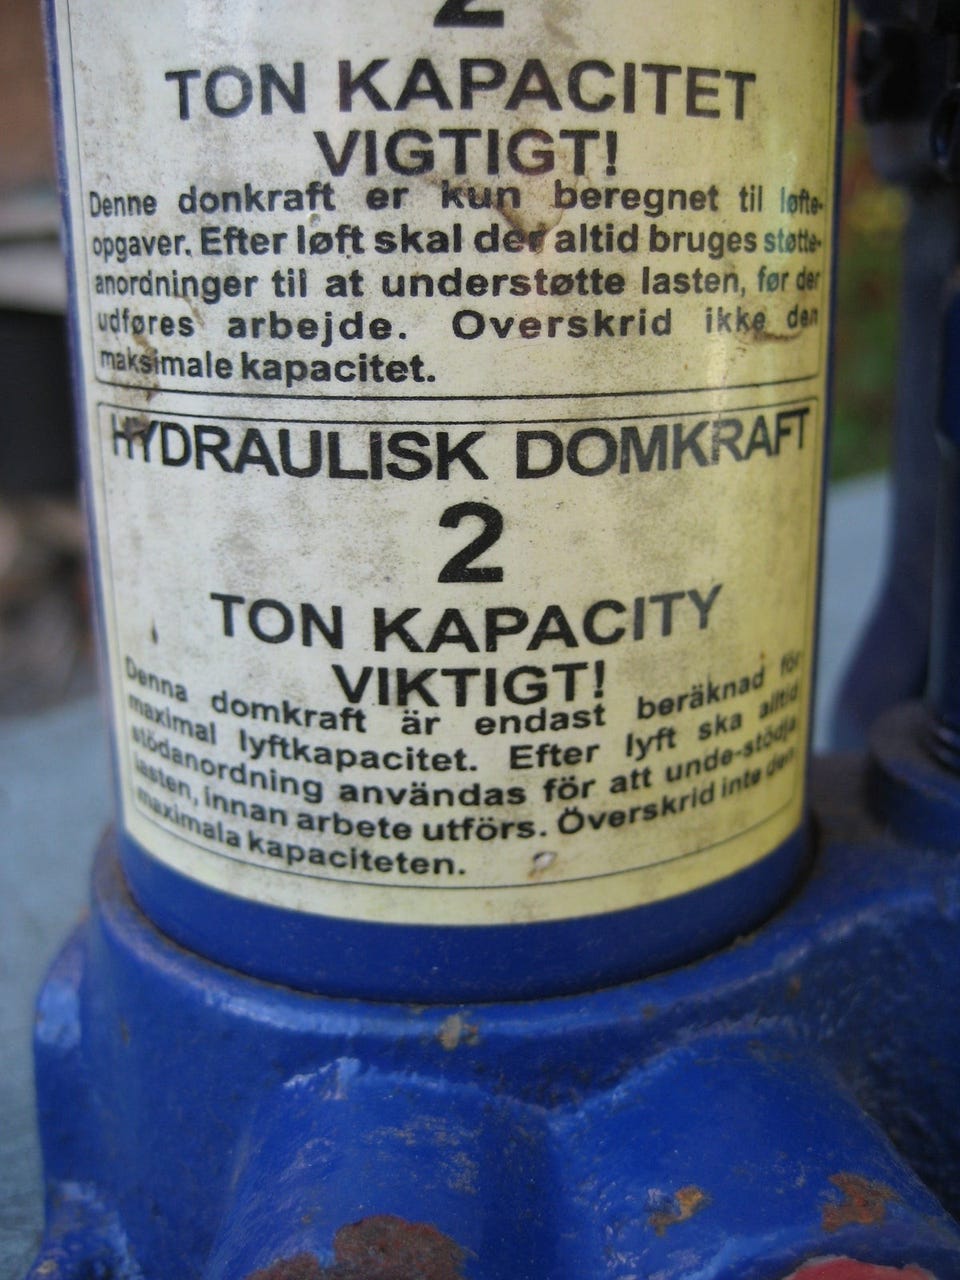 2
TON KAPACITET
VIGTIGT!
Denne donkraft er kun beregnet til løfte-
opgaver. Efter løft skal der altid bruges støtte-
anordninger til at understøtte lasten, før der
udføres arbejde. Overskrid ikke den
maksimale kapacitet.
HYDRAULISK DOMKRAFT
2
TON KAPACITY
VIKTIGT!
Denna domkraft är endast beräknad för
maximal lyftkapacitet. Efter lyft ska alltid
stödanordning användas för att unde-stödja
lasten, innan arbete utförs. Överskrid inte den
maximala kapaciteten.